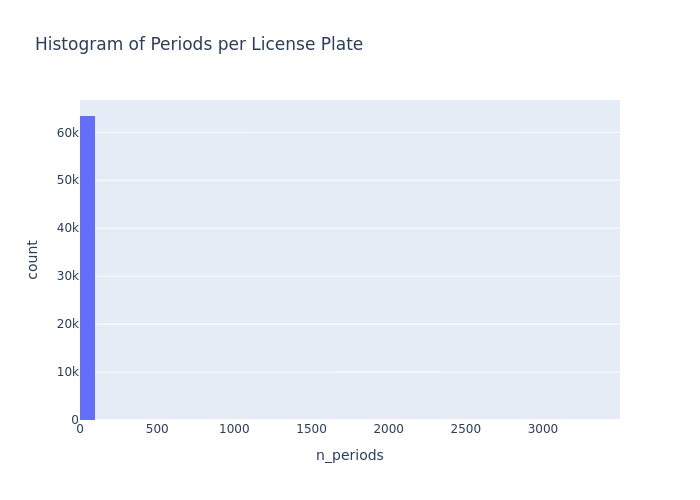 Histogram of Periods per License Plate
60k
50k
40k
30k
20k
10k
0
count
0 500 1000 1500 2000 2500 3000
n_periods